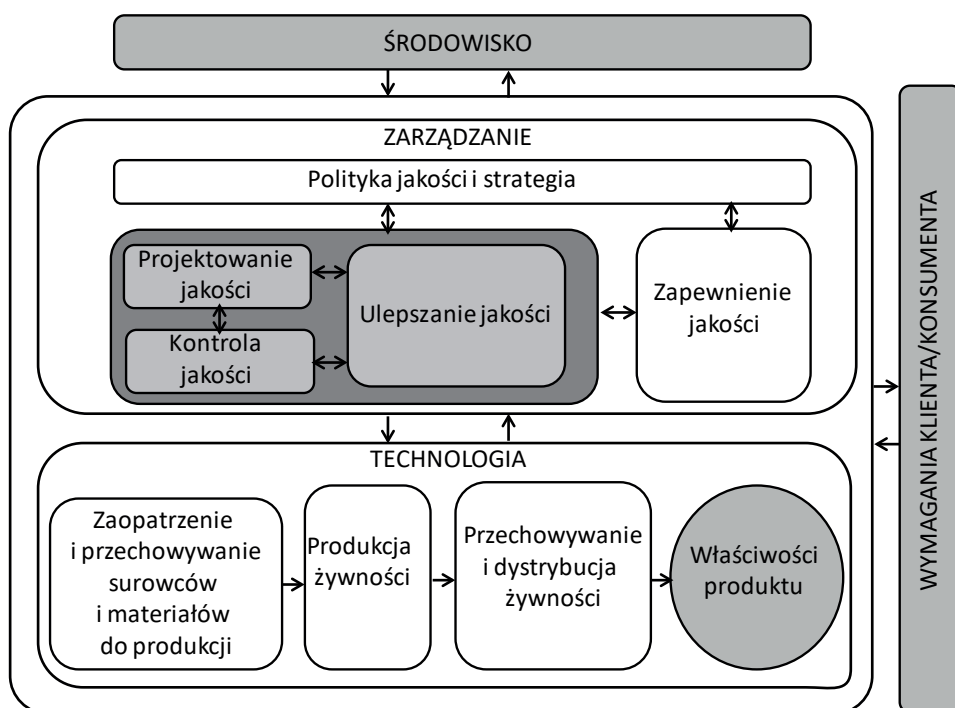 ŚRODOWISKO
ZARZĄDZANIE
Polityka jakości i strategia
Projektowanie
jakości
Kontrola
jakości
Ulepszanie jakości
Zapewnienie
jakości
TECHNOLOGIA
Zaopatrzenie
i przechowywanie
surowców
i materiałów
do produkcji
Produkcja
żywności
Przechowywanie
i dystrybucja
żywności
Właściwości
produktu
WYMAGANIA KLIENTA/KONSUMENTA